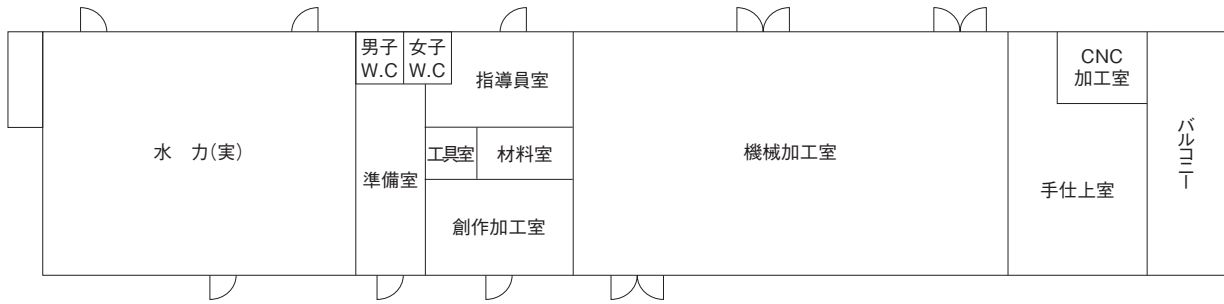 水 力(実)
男子
W.C
女子
W.C
準備室
指導員室
工具室
材料室
創作加工室
機械加工室
CNC
加工室
手仕上室
バルコニー